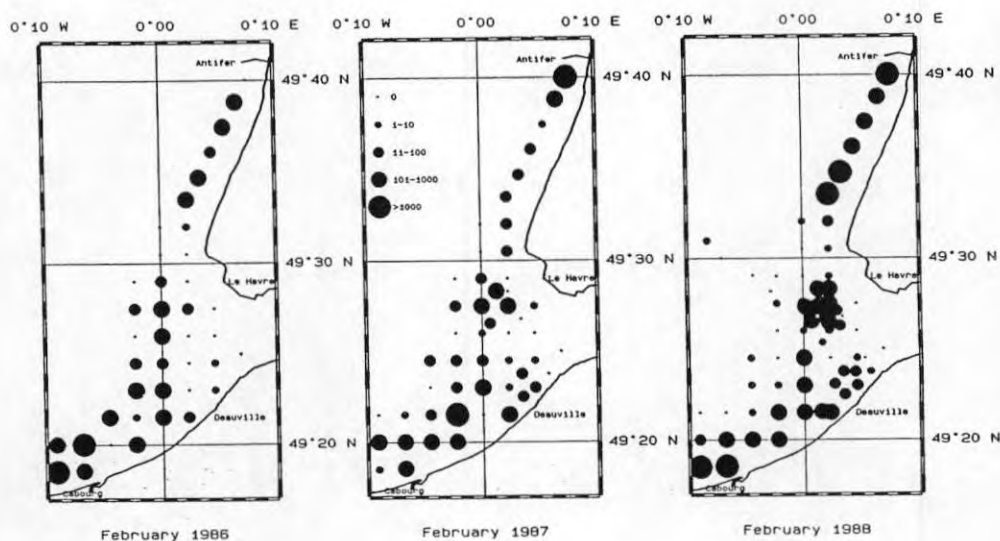 0°10 W 0°00 0°10 E
Antifer
49°40 N
49°30 N
Le Havre
Deauville
49°20 N
Cabourg
February 1986
0°10 W 0°00 0°10 E
Antifer
49°40 N
0
1-10
11-100
101-1000
>1000
49°30 N
Le Havre
Deauville
49°20 N
Cabourg
February 1987
0°10 W 0°00 0°10 E
Antifer
49°40 N
49°30 N
Le Havre
Deauville
49°20 N
Cabourg
February 1988